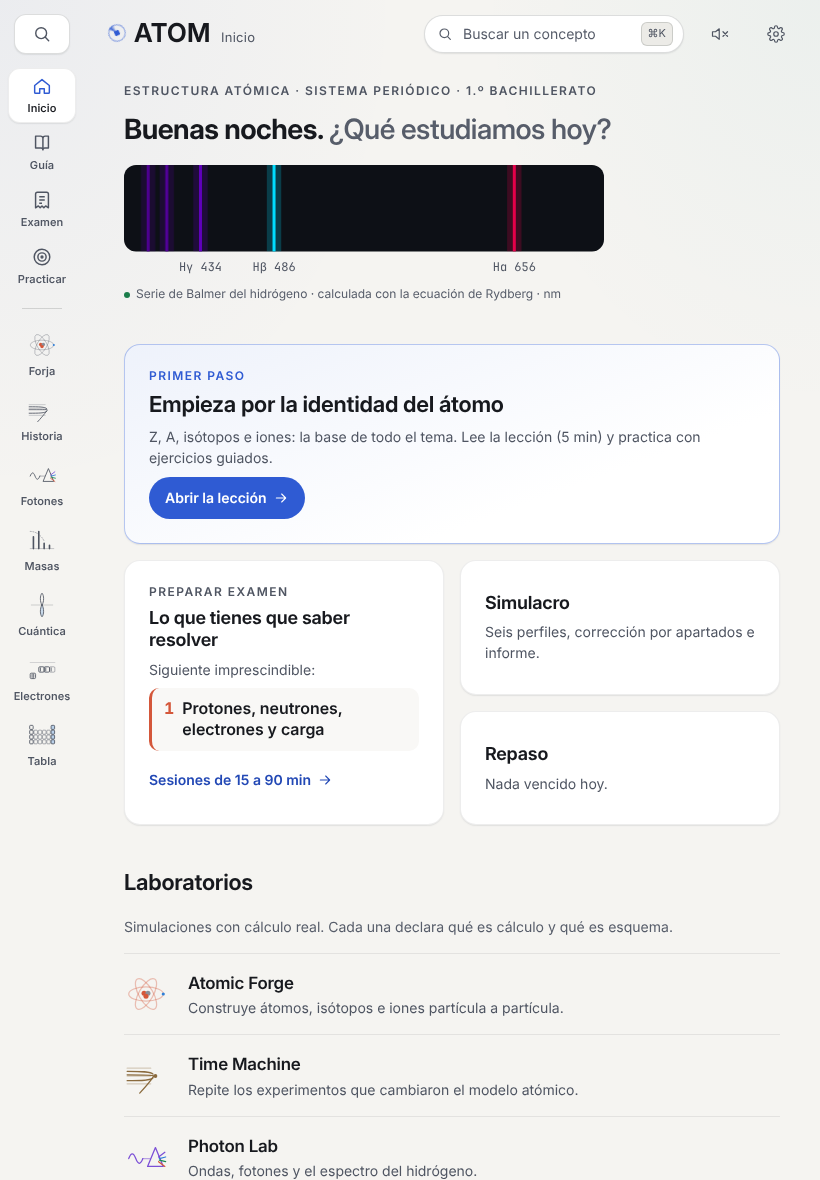 ATOM Inicio
Buscar un concepto ⌘K
Inicio
Guía
Examen
Practicar
Forja
Historia
Fotones
Masas
Cuántica
Electrones
Tabla
ESTRUCTURA ATÓMICA · SISTEMA PERIÓDICO · 1.º BACHILLERATO
Buenas noches. ¿Qué estudiamos hoy?
Hγ 434 Hβ 486 Hα 656
Serie de Balmer del hidrógeno · calculada con la ecuación de Rydberg · nm
PRIMER PASO
Empieza por la identidad del átomo
Z, A, isótopos e iones: la base de todo el tema. Lee la lección (5 min) y practica con
ejercicios guiados.
Abrir la lección →
PREPARAR EXAMEN
Lo que tienes que saber
resolver
Siguiente imprescindible:
1 Protones, neutrones,
electrones y carga
Sesiones de 15 a 90 min →
Simulacro
Seis perfiles, corrección por apartados e
informe.
Repaso
Nada vencido hoy.
Laboratorios
Simulaciones con cálculo real. Cada una declara qué es cálculo y qué es esquema.
Atomic Forge
Construye átomos, isótopos e iones partícula a partícula.
Time Machine
Repite los experimentos que cambiaron el modelo atómico.
Photon Lab
Ondas, fotones y el espectro del hidrógeno.